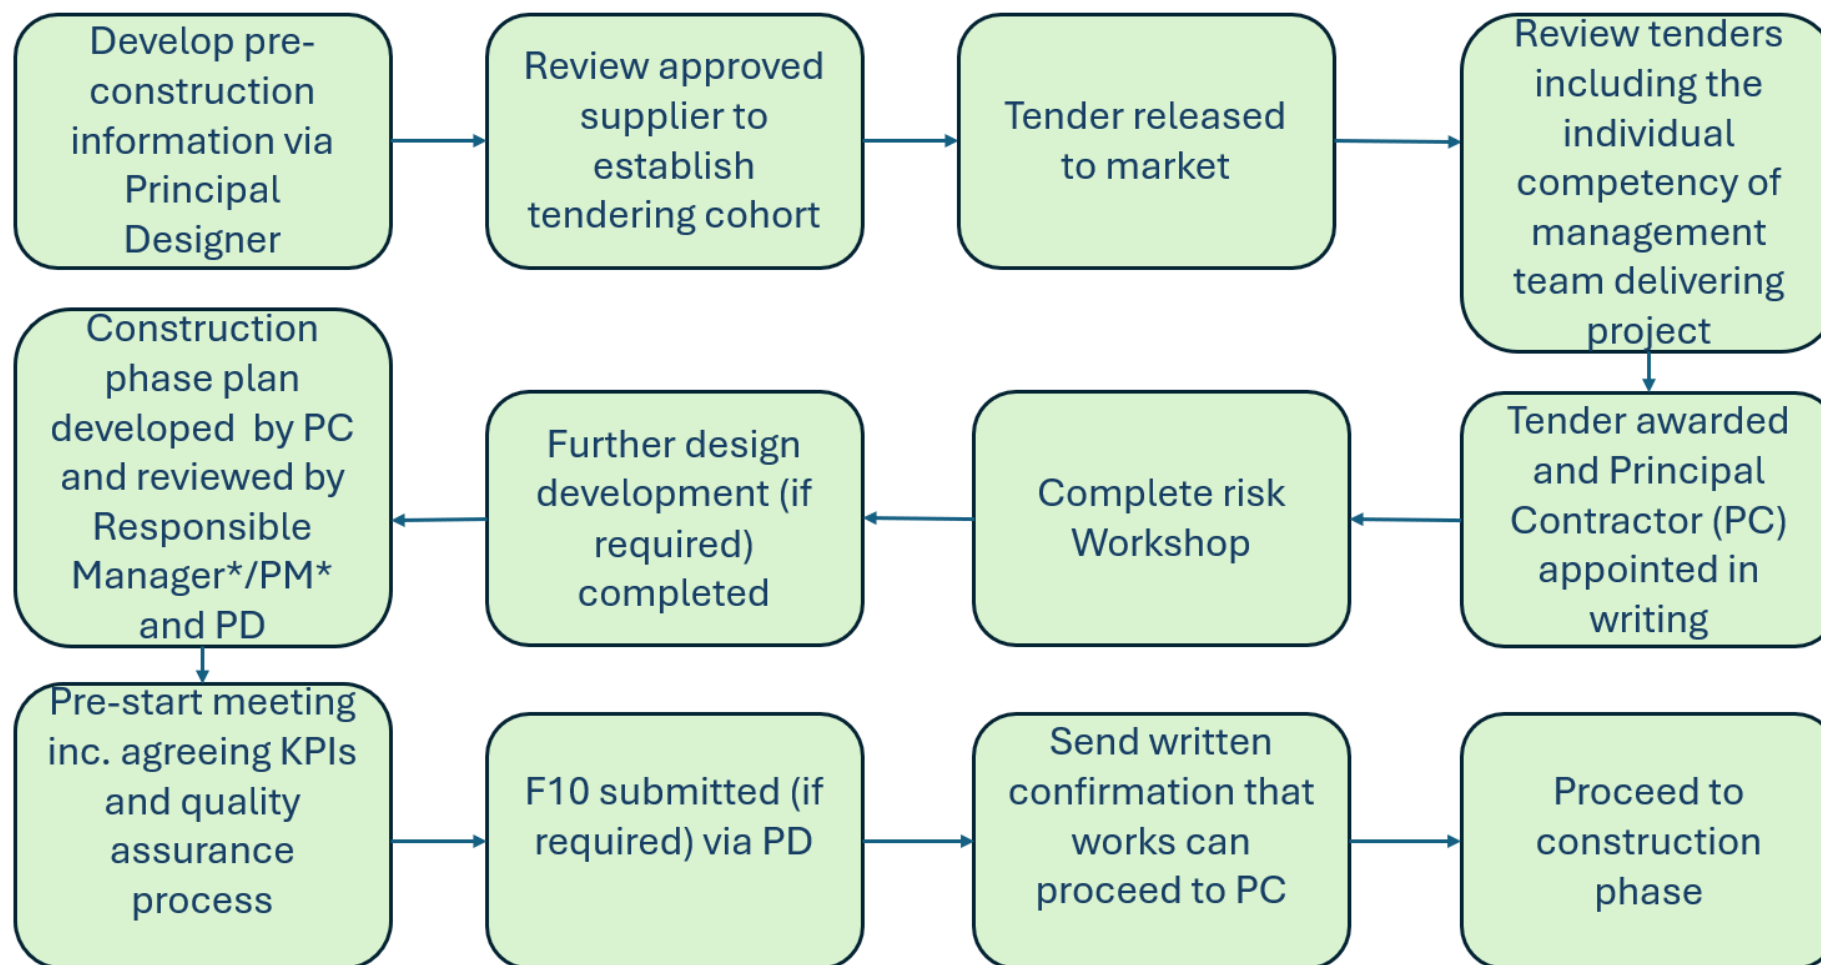 Develop pre-
construction
information via
Principal
Designer
Review approved
supplier to
establish
tendering cohort
Tender released
to market
Review tenders
including the
individual
competency of
management
team delivering
project
Tender awarded
and Principal
Contractor (PC)
appointed in
writing
Complete risk
Workshop
Further design
development (if
required)
completed
Construction
phase plan
developed  by PC
and reviewed by
Responsible
Manager*/PM*
and PD
Pre-start meeting
inc. agreeing KPIs
and quality
assurance
process
F10 submitted (if
required) via PD
Send written
confirmation that
works can
proceed to PC
Proceed to
construction
phase